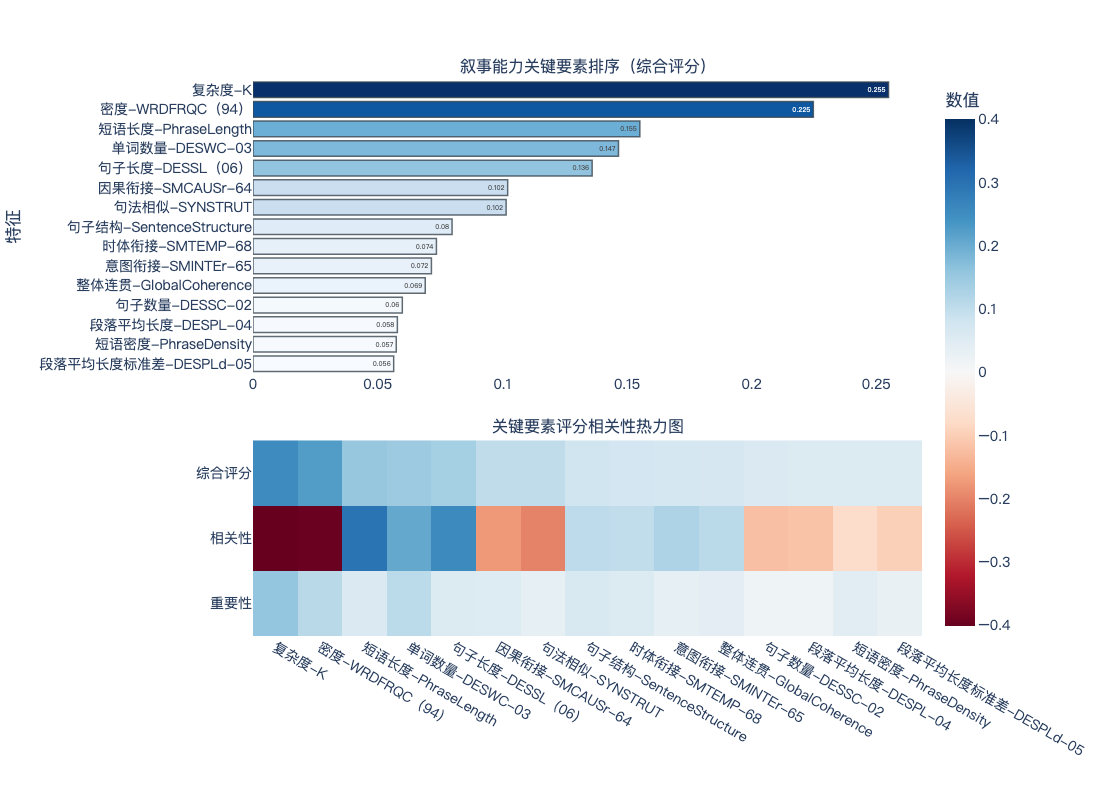 叙事能力关键要素排序（综合评分）
特征
复杂度−K
密度−WRDFRQC（94）
短语长度−PhraseLength
单词数量−DESWC−03
句子长度−DESSL（06）
因果衔接−SMCAUSr−64
句法相似−SYNSTRUT
句子结构−SentenceStructure
时体衔接−SMTEMP−68
意图衔接−SMINTEr−65
整体连贯−GlobalCoherence
句子数量−DESSC−02
段落平均长度−DESPL−04
短语密度−PhraseDensity
段落平均长度标准差−DESPLd−05
0.255
0.225
0.155
0.147
0.136
0.102
0.102
0.08
0.074
0.072
0.069
0.06
0.058
0.057
0.056
0 0.05 0.1 0.15 0.2 0.25
数值
0.4
0.3
0.2
0.1
0
−0.1
−0.2
−0.3
−0.4
关键要素评分相关性热力图
综合评分
相关性
重要性
复杂度−K
密度−WRDFRQC（94）
短语长度−PhraseLength
单词数量−DESWC−03
句子长度−DESSL（06）
因果衔接−SMCAUSr−64
句法相似−SYNSTRUT
句子结构−SentenceStructure
时体衔接−SMTEMP−68
意图衔接−SMINTEr−65
整体连贯−GlobalCoherence
句子数量−DESSC−02
段落平均长度−DESPL−04
短语密度−PhraseDensity
段落平均长度标准差−DESPLd−05